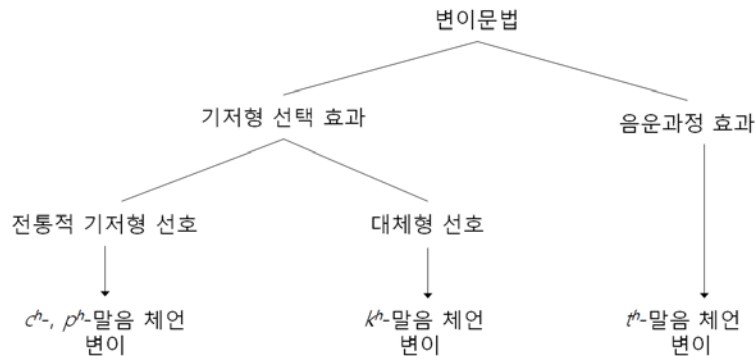 변이문법
기저형 선택 효과
음운과정 효과
전통적 기저형 선호
대체형 선호
cʰ-, pʰ-말음 체언
변이
kʰ-말음 체언
변이
tʰ-말음 체언
변이